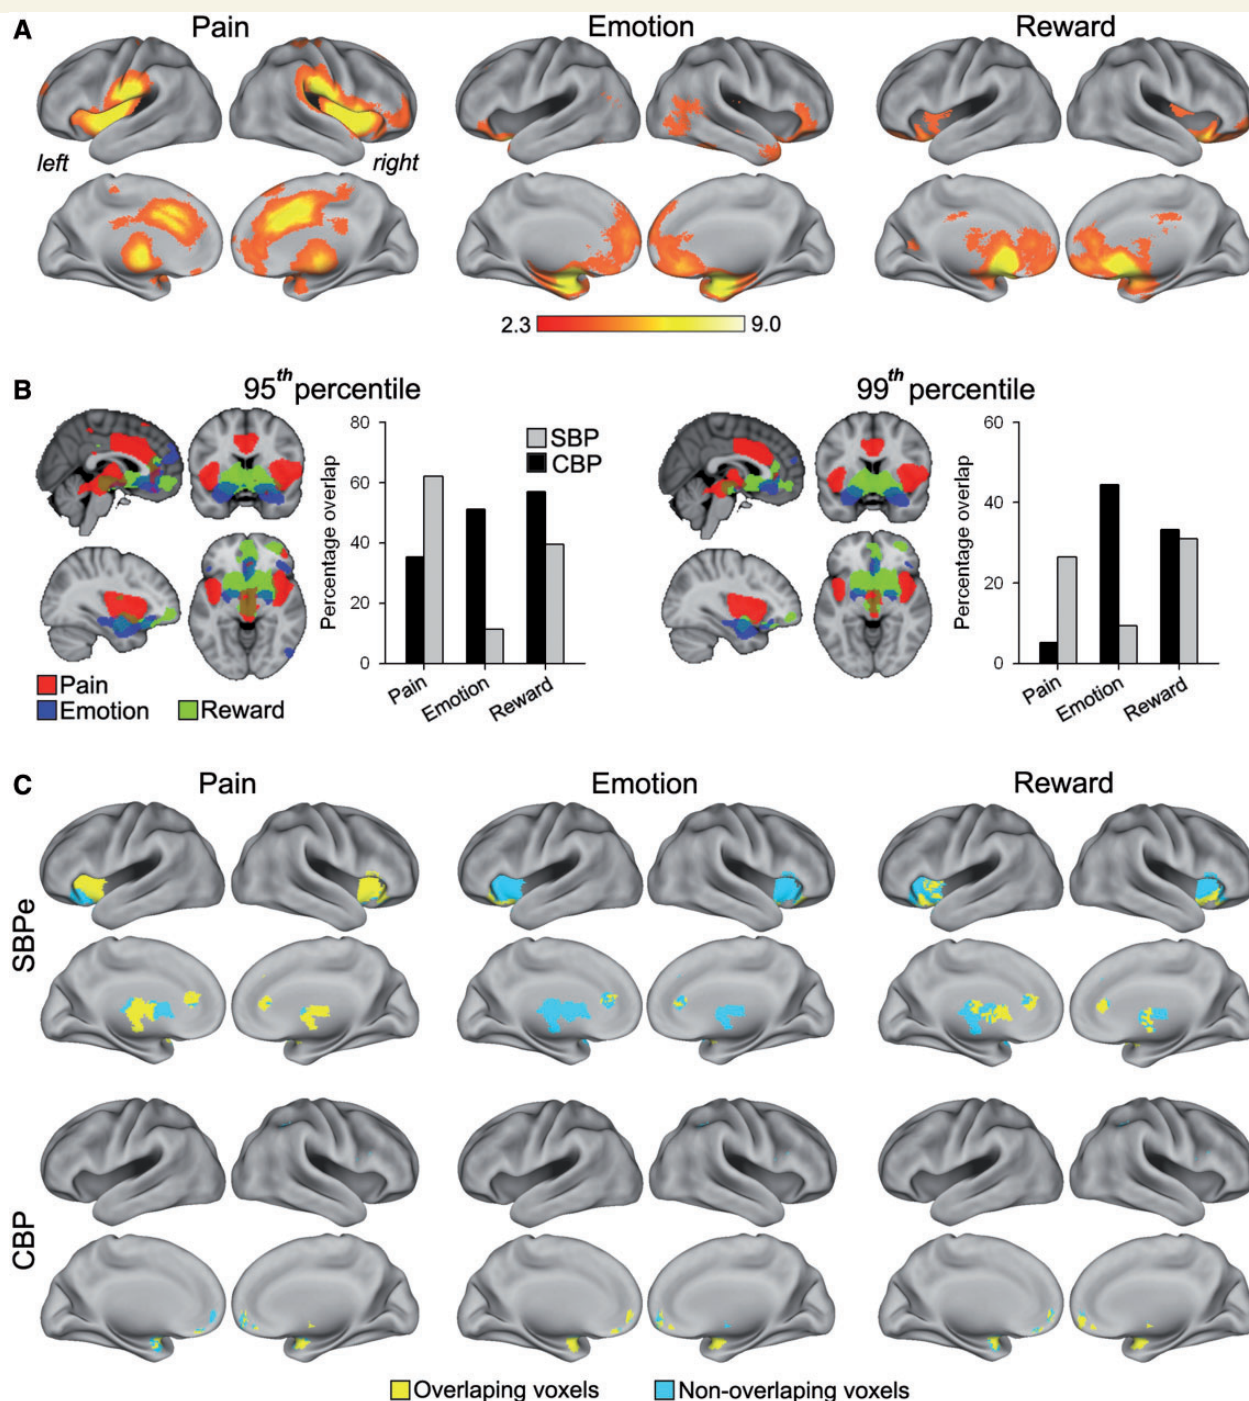 A
Pain
Emotion
Reward
left
right
2.3
9.0
B
95th percentile
80
60
40
20
0
Percentage overlap
SBP
CBP
Pain
Emotion
Reward
Pain
Emotion
Reward
99th percentile
60
40
20
0
Percentage overlap
Pain
Emotion
Reward
C
Pain
Emotion
Reward
SBPe
CBP
Overlaping voxels
Non-overlaping voxels